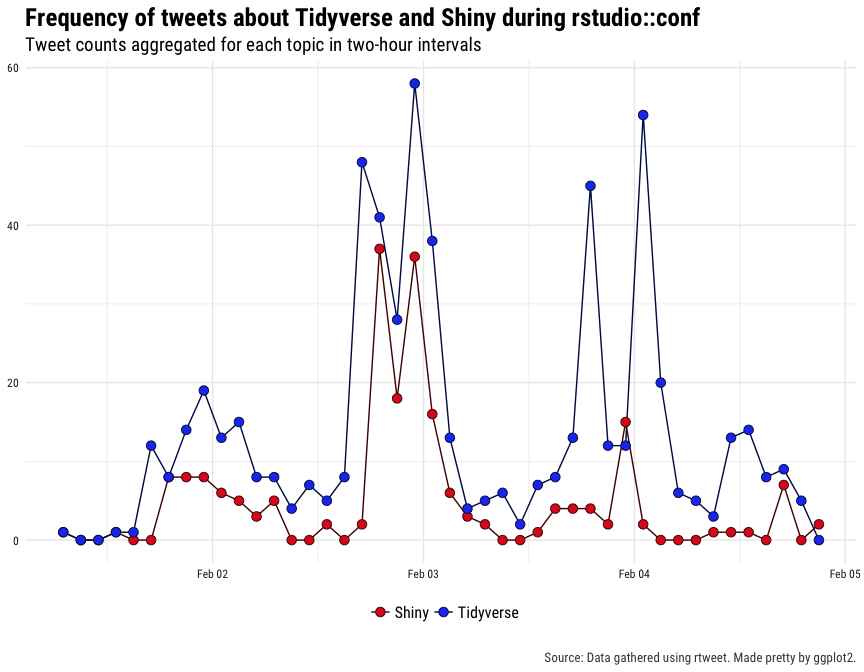 Frequency of tweets about Tidyverse and Shiny during rstudio::conf
Tweet counts aggregated for each topic in two-hour intervals
60
40
20
0
Feb 02
Feb 03
Feb 04
Feb 05
Shiny
Tidyverse
Source: Data gathered using rtweet. Made pretty by ggplot2.